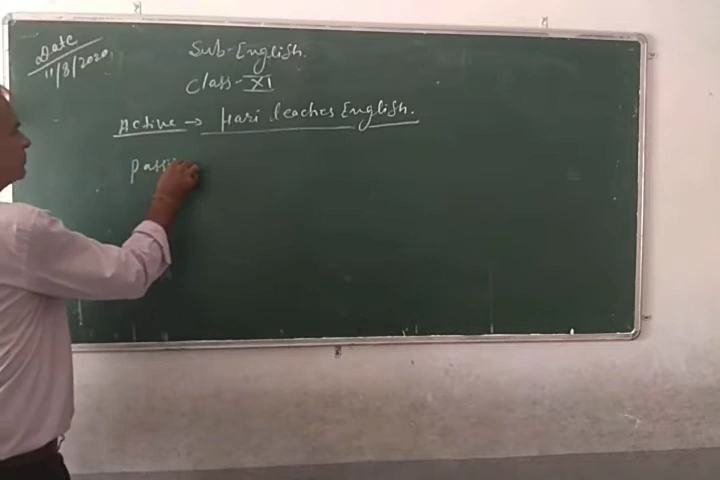 Date
11/8/2020,
Sub-English.
Class-XI
Active → Hari teaches English.
Passi